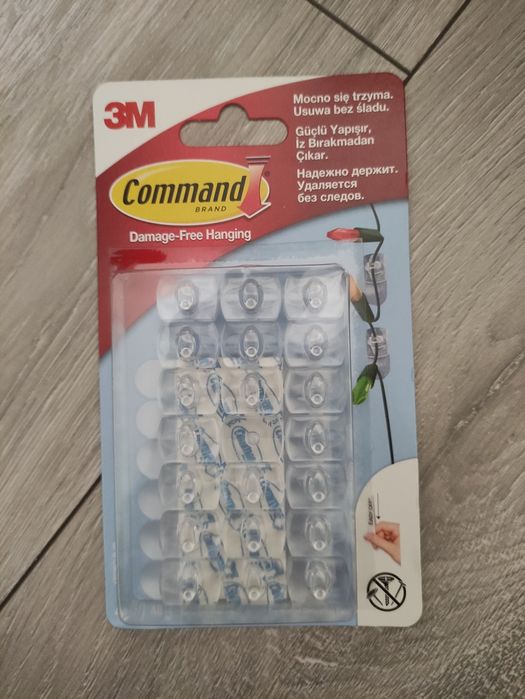 3M
Mocno się trzyma.
Usuwa bez śladu.
Güçlü Yapışır,
İz Bırakmadan
Çıkar.
Надежно держит.
Удаляется
без следов.
Command
BRAND
Damage-Free Hanging